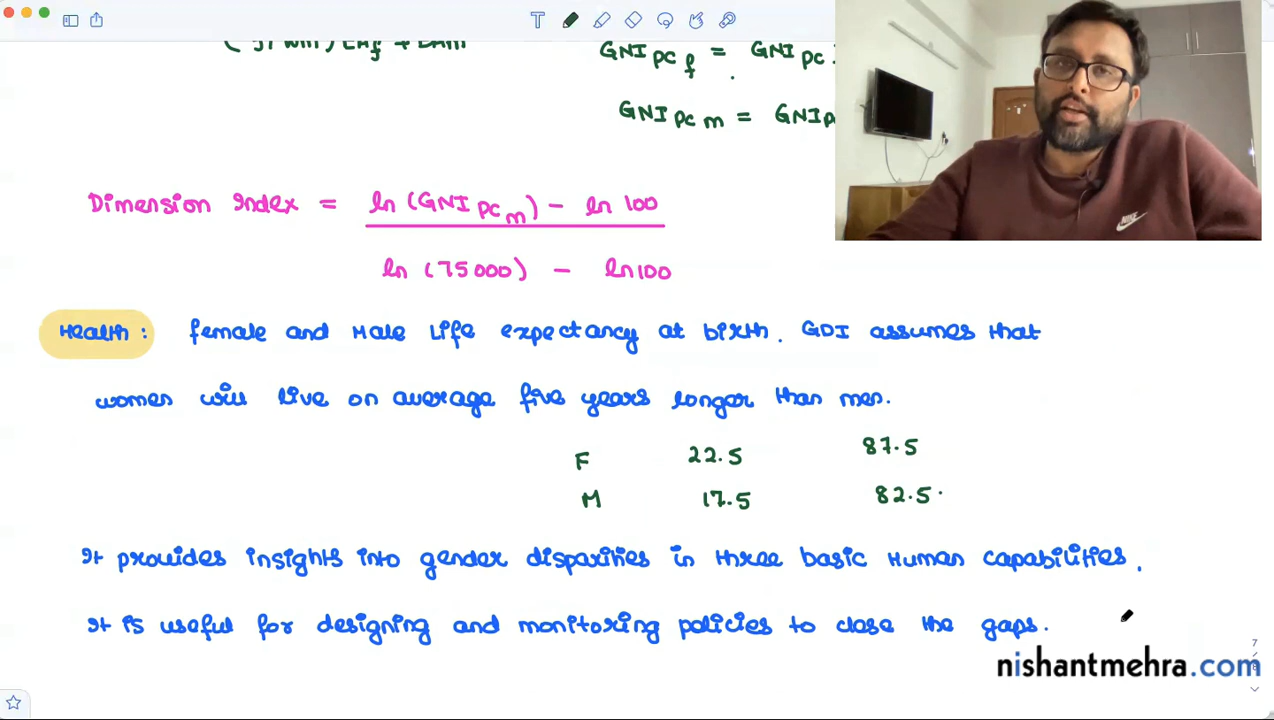 GNI PC f = GNI PC
GNI PC m = GNI
Dimension Index = ln (GNI PC m) - ln 100
ln (75000) - ln 100
Health : female and Male Life expectancy at birth. GDI assumes that
women will live on average five years longer than men.
F 22.5 87.5
M 17.5 82.5
It provides insights into gender disparities in three basic Human capabilities.
It is useful for designing and monitoring policies to close the gaps.
nishantmehra.com
NIKE
7